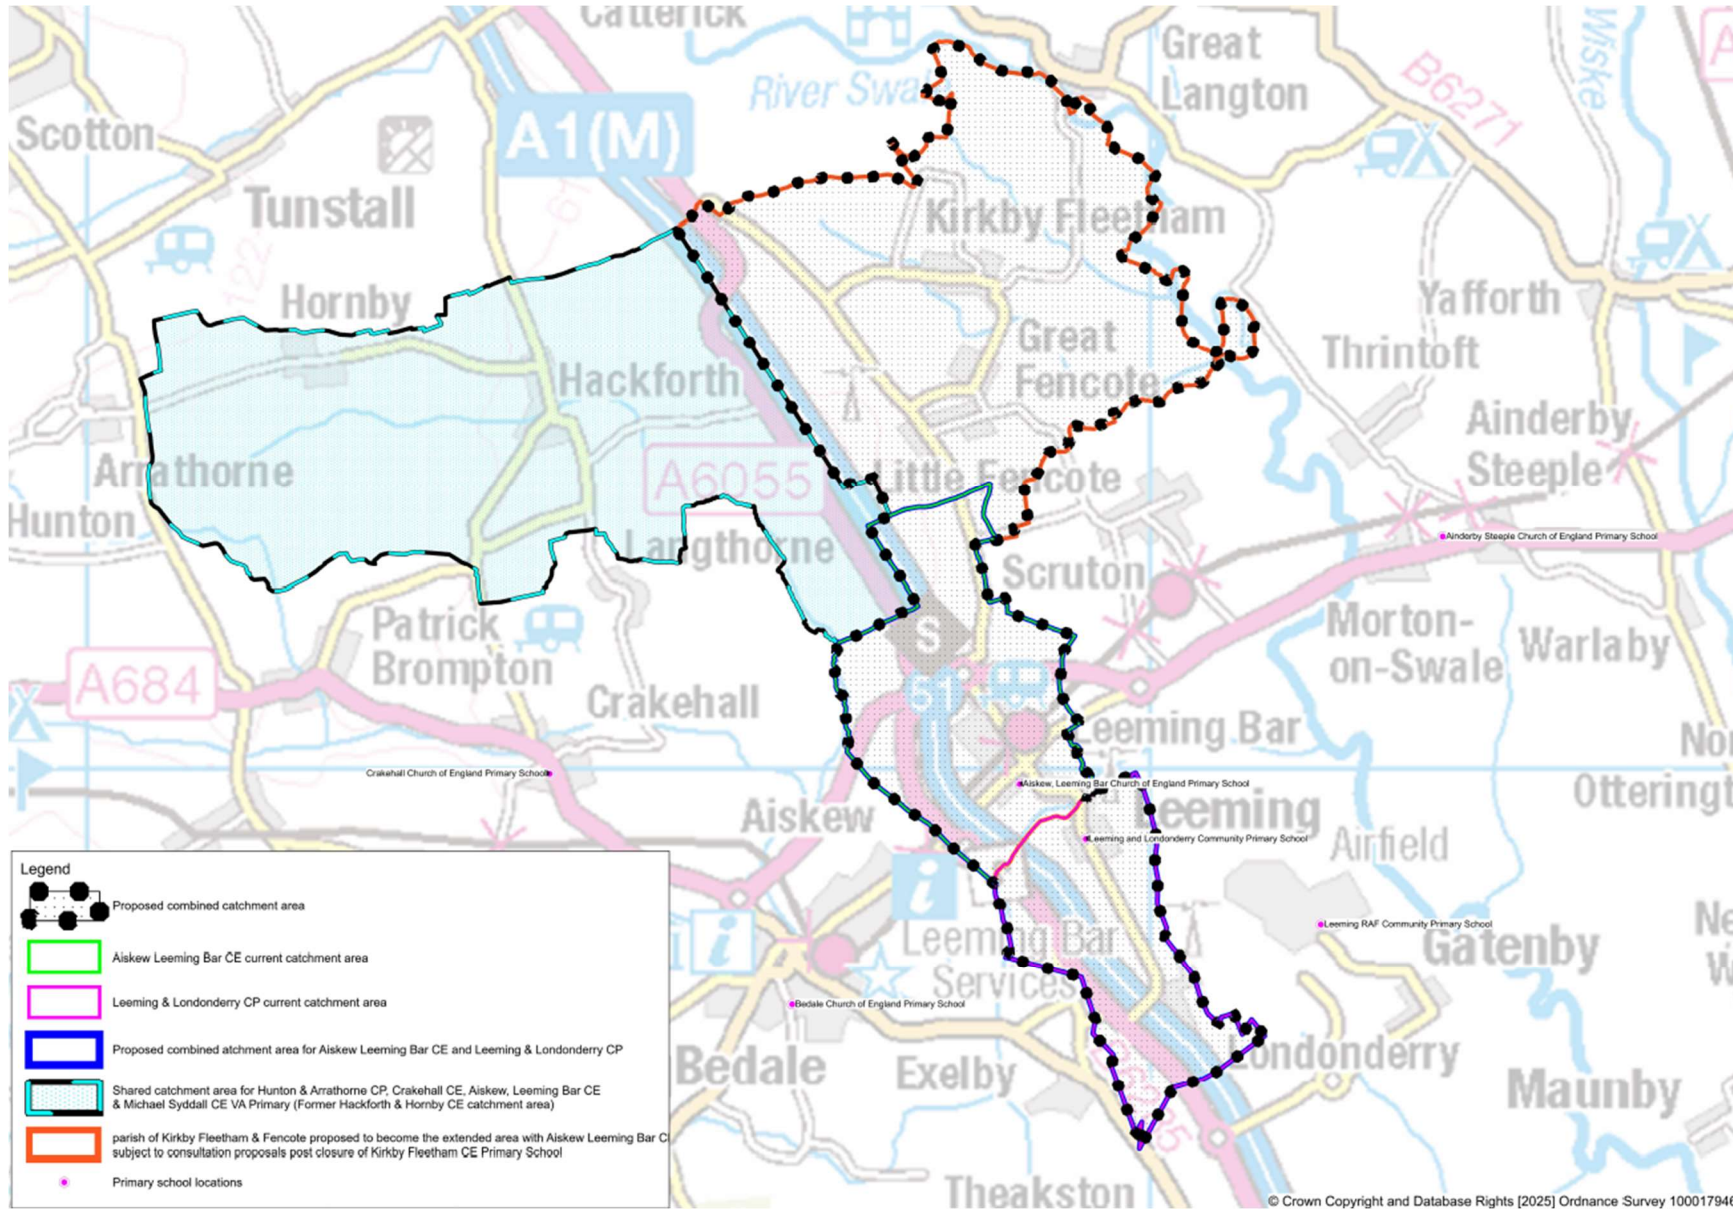 Catterick
Great
Langton
River Swa
Wiske
A
B6271
Scotton
A1(M)
61
Tunstall
Kirkby Fleetham
122
Hornby
Yafforth
Great
Fencote
Thrintoft
Hackforth
Ainderby
Steeple
Arrathorne
A6055
Little Fencote
Hunton
Langthorne
Ainderby Steeple Church of England Primary School
Scruton
Patrick
Brompton
S
Morton-
on-Swale
Warlaby
A684
51
Crakehall
Leeming Bar
Crakehall Church of England Primary School
Aiskew, Leeming Bar Church of England Primary School
Otteringt
Aiskew
Leeming
Leeming and Londonderry Community Primary School
Airfield
i
Leeming RAF Community Primary School
Leeming Bar
Services
Gatenby
i
Bedale Church of England Primary School
Bedale
Exelby
Londonderry
Maunby
Theakston
Legend
Proposed combined catchment area
Aiskew Leeming Bar CE current catchment area
Leeming & Londonderry CP current catchment area
Proposed combined atchment area for Aiskew Leeming Bar CE and Leeming & Londonderry CP
Shared catchment area for Hunton & Arrathorne CP, Crakehall CE, Aiskew, Leeming Bar CE
& Michael Syddall CE VA Primary (Former Hackforth & Hornby CE catchment area)
parish of Kirkby Fleetham & Fencote proposed to become the extended area with Aiskew Leeming Bar C
subject to consultation proposals post closure of Kirkby Fleetham CE Primary School
Primary school locations
© Crown Copyright and Database Rights [2025] Ordnance Survey 100017946